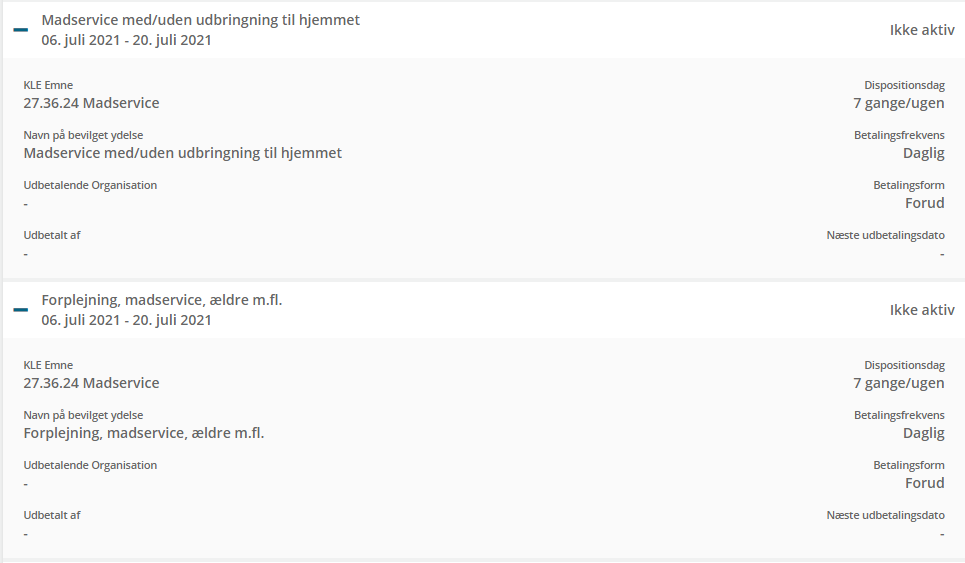 Madservice med/uden udbringning til hjemmet
06. juli 2021 - 20. juli 2021
Ikke aktiv
KLE Emne
Dispositionsdag
27.36.24 Madservice
7 gange/ugen
Navn på bevilget ydelse
Betalingsfrekvens
Madservice med/uden udbringning til hjemmet
Daglig
Udbetalende Organisation
Betalingsform
-
Forud
Udbetalt af
Næste udbetalingsdato
-
-
Forplejning, madservice, ældre m.fl.
06. juli 2021 - 20. juli 2021
Ikke aktiv
KLE Emne
Dispositionsdag
27.36.24 Madservice
7 gange/ugen
Navn på bevilget ydelse
Betalingsfrekvens
Forplejning, madservice, ældre m.fl.
Daglig
Udbetalende Organisation
Betalingsform
-
Forud
Udbetalt af
Næste udbetalingsdato
-
-